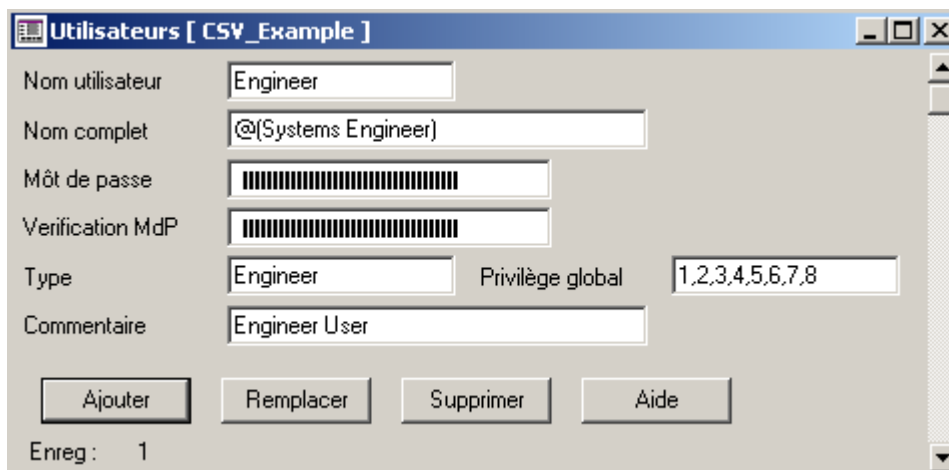 Utilisateurs [ CSV_Example ]
Nom utilisateur Engineer
Nom complet @(Systems Engineer)
Môt de passe
Verification MdP
Type Engineer Privilège global 1,2,3,4,5,6,7,8
Commentaire Engineer User
Ajouter Remplacer Supprimer Aide
Enreg : 1